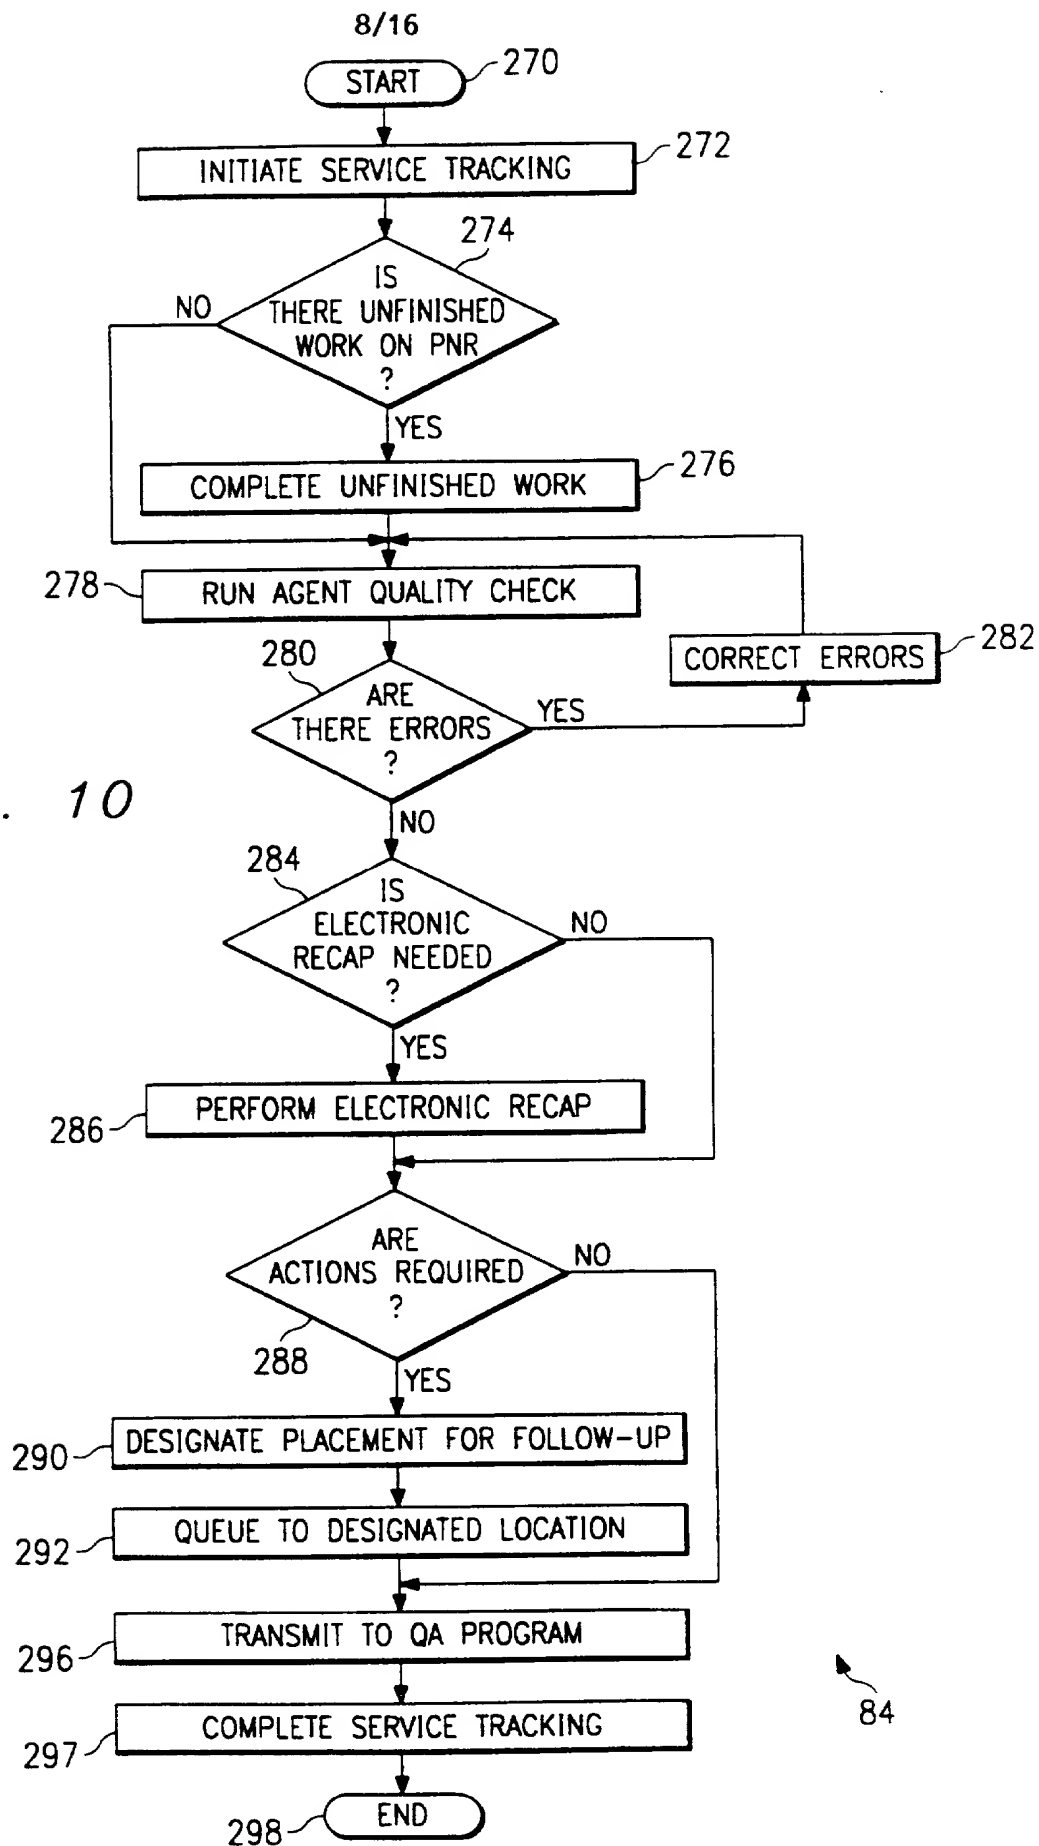 8/16
START
270
INITIATE SERVICE TRACKING
272
274
IS
THERE UNFINISHED
WORK ON PNR
?
NO
YES
COMPLETE UNFINISHED WORK
276
278
RUN AGENT QUALITY CHECK
280
ARE
THERE ERRORS
?
YES
CORRECT ERRORS
282
. 10
NO
284
IS
ELECTRONIC
RECAP NEEDED
?
NO
YES
PERFORM ELECTRONIC RECAP
286
ARE
ACTIONS REQUIRED
?
NO
288
YES
290
DESIGNATE PLACEMENT FOR FOLLOW-UP
292
QUEUE TO DESIGNATED LOCATION
296
TRANSMIT TO QA PROGRAM
84
297
COMPLETE SERVICE TRACKING
298
END